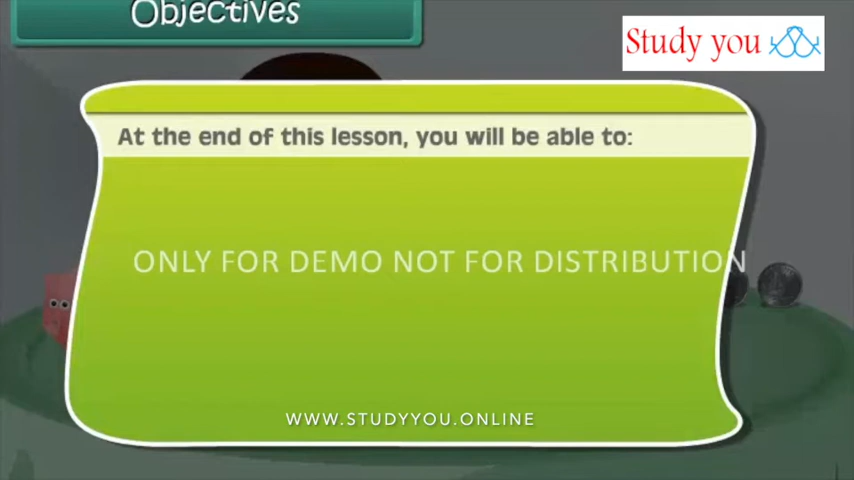 Objectives
Study you
At the end of this lesson, you will be able to:
ONLY FOR DEMO NOT FOR DISTRIBUTION
WWW.STUDYYOU.ONLINE